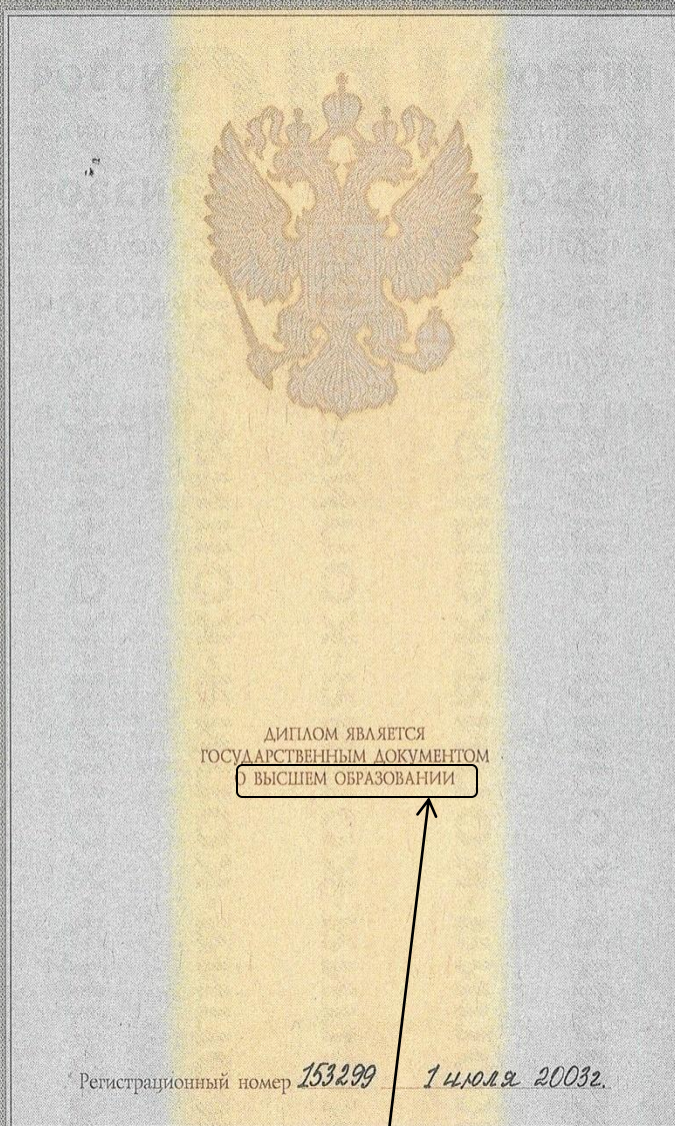 ДИПЛОМ ЯВЛЯЕТСЯ
ГОСУДАРСТВЕННЫМ ДОКУМЕНТОМ
О ВЫСШЕМ ОБРАЗОВАНИИ
Регистрационный номер 153299 1 июля 2003г.